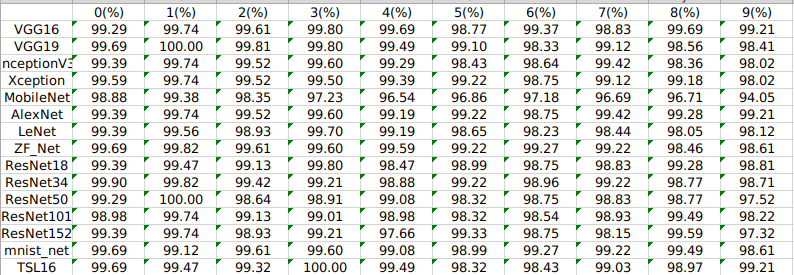 0(%) 1(%) 2(%) 3(%) 4(%) 5(%) 6(%) 7(%) 8(%) 9(%)
VGG16 99.29 99.74 99.61 99.80 99.69 98.77 99.37 98.83 99.69 99.21
VGG19 99.69 100.00 99.81 99.80 99.49 99.10 98.33 99.12 98.56 98.41
nceptionV3 99.39 99.74 99.52 99.60 99.29 98.43 98.64 99.42 98.36 98.02
Xception 99.59 99.74 99.52 99.50 99.39 99.22 98.75 99.12 99.18 98.02
MobileNet 98.88 99.38 98.35 97.23 96.54 96.86 97.18 96.69 96.71 94.05
AlexNet 99.39 99.74 99.52 99.60 99.19 99.22 98.75 99.42 99.28 99.21
LeNet 99.39 99.56 98.93 99.70 99.19 98.65 98.23 98.44 98.05 98.12
ZF_Net 99.69 99.82 99.61 99.60 99.59 99.22 99.27 99.22 98.46 98.61
ResNet18 99.39 99.47 99.13 99.80 98.47 98.99 98.75 98.83 99.28 98.81
ResNet34 99.90 99.82 99.42 99.21 98.88 99.22 98.96 99.22 98.77 98.71
ResNet50 99.29 100.00 98.64 98.91 99.08 98.32 98.75 98.83 98.77 97.52
ResNet101 98.98 99.74 99.13 99.01 98.98 98.32 98.54 98.93 99.49 98.22
ResNet152 99.39 99.74 98.93 99.21 97.66 99.33 98.75 98.15 99.59 97.32
mnist_net 99.69 99.12 99.61 99.60 99.08 98.99 99.27 99.22 99.49 98.61
TSL16 99.69 99.47 99.32 100.00 99.49 98.32 98.43 99.03 98.97 99.21